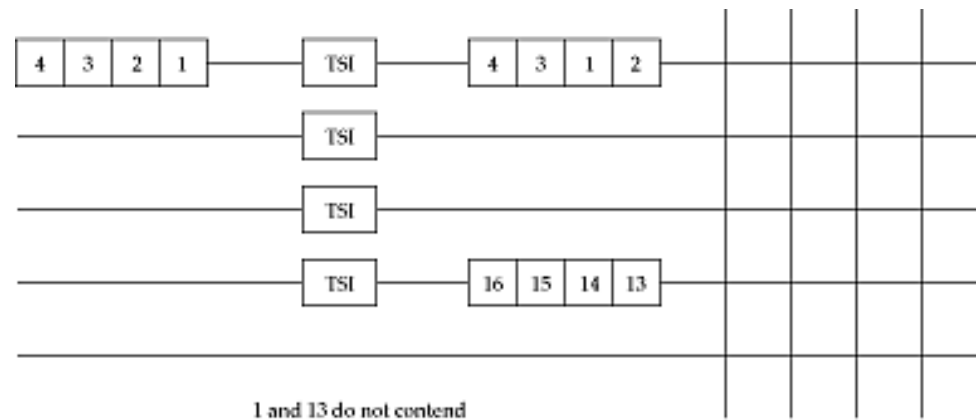 4 3 2 1 TSI 4 3 1 2
TSI
TSI
TSI 16 15 14 13
1 and 13 do not contend